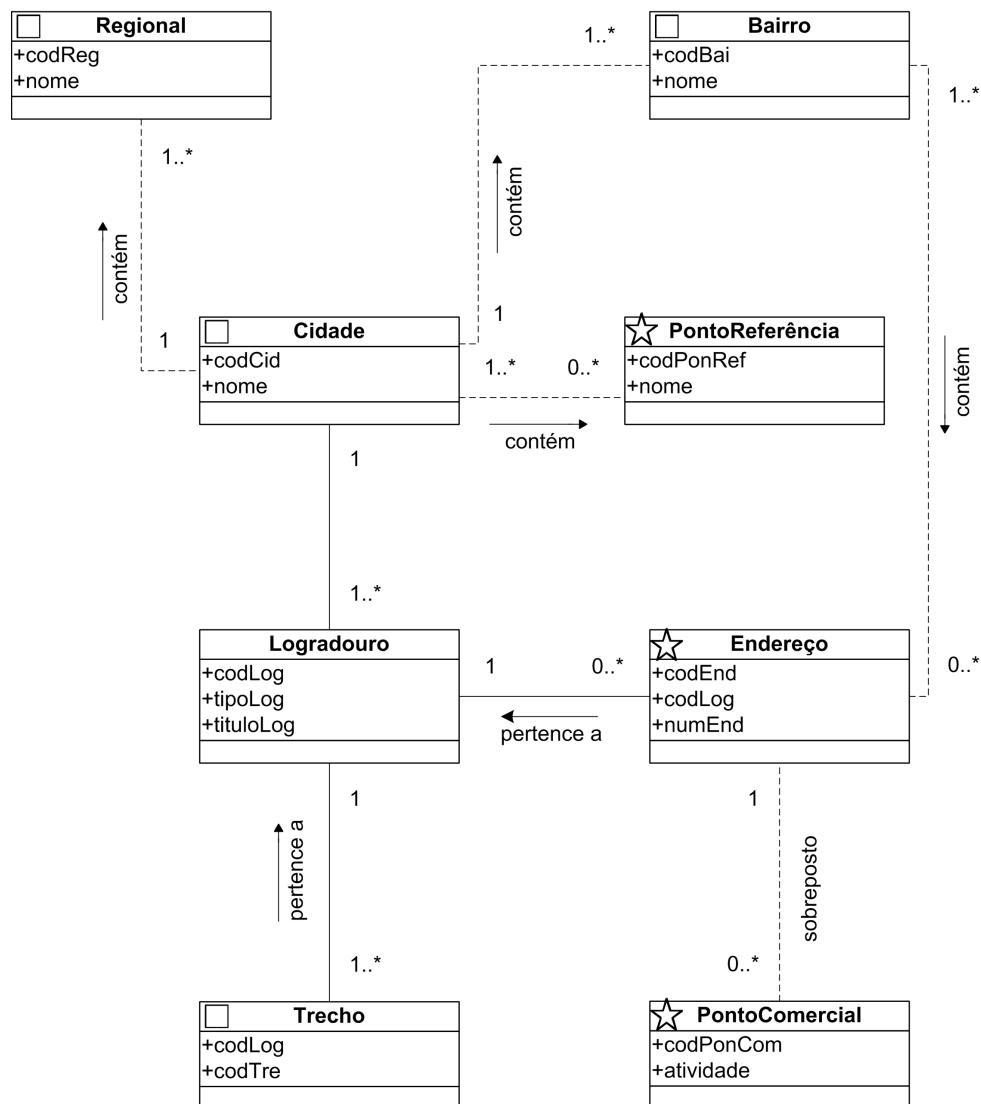 Regional
+codReg
+nome
Bairro
+codBai
+nome
1..*
1..*
1..*
contém
contém
contém
1
1
Cidade
+codCid
+nome
1..*
0..*
PontoReferência
+codPonRef
+nome
contém
1
1..*
Logradouro
+codLog
+tipoLog
+tituloLog
1
0..*
pertence a
Endereço
+codEnd
+codLog
+numEnd
0..*
1
1
pertence a
sobreposto
1..*
0..*
Trecho
+codLog
+codTre
PontoComercial
+codPonCom
+atividade